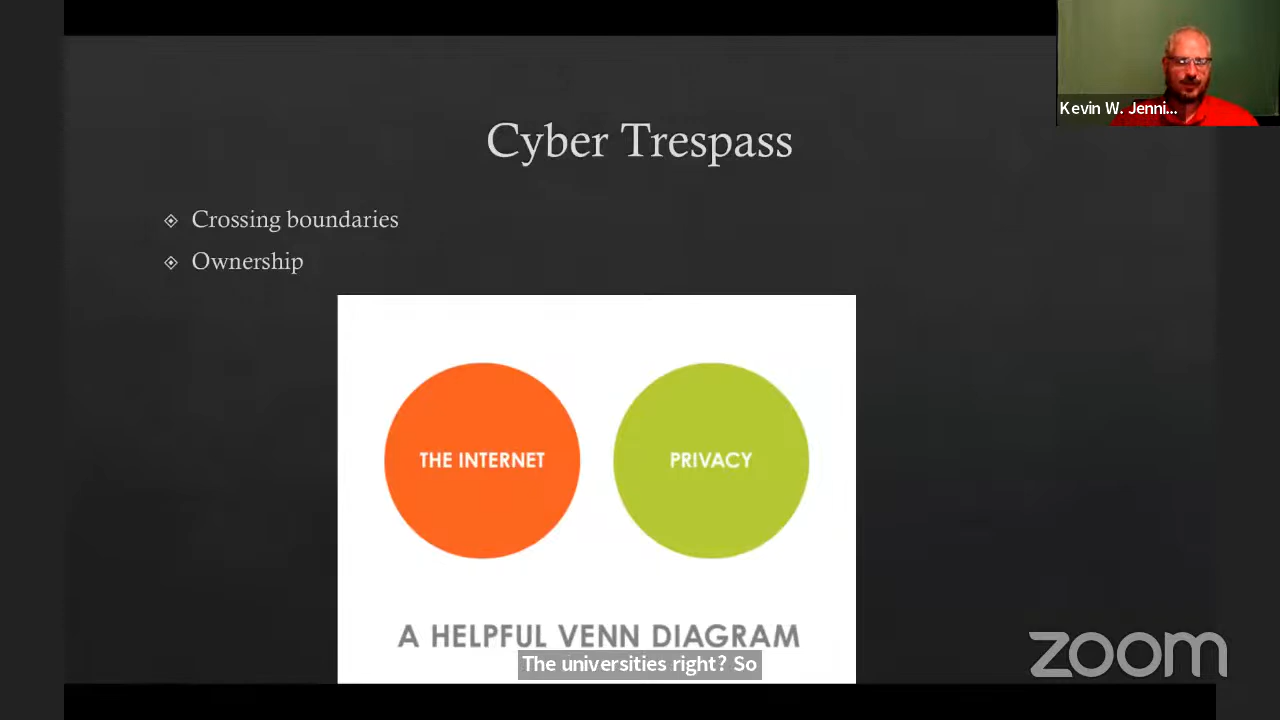 Kevin W. Jenni...
Cyber Trespass
Crossing boundaries
Ownership
THE INTERNET
PRIVACY
A HELPFUL VENN DIAGRAM
The universities right? So
zoom